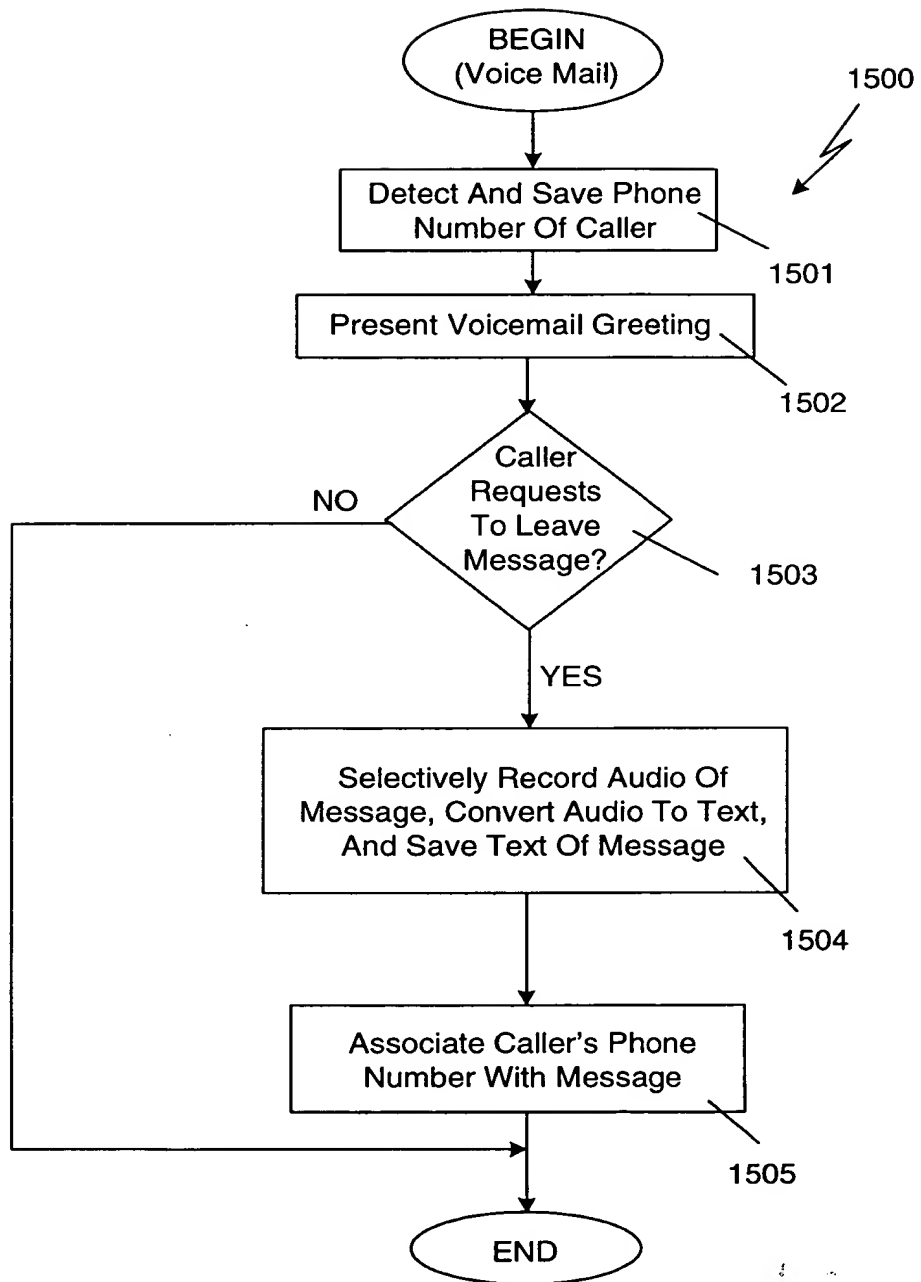 BEGIN
(Voice Mail)
1500
Detect And Save Phone
Number Of Caller
1501
Present Voicemail Greeting
1502
Caller
Requests
To Leave
Message?
NO
1503
YES
Selectively Record Audio Of
Message, Convert Audio To Text,
And Save Text Of Message
1504
Associate Caller's Phone
Number With Message
1505
END